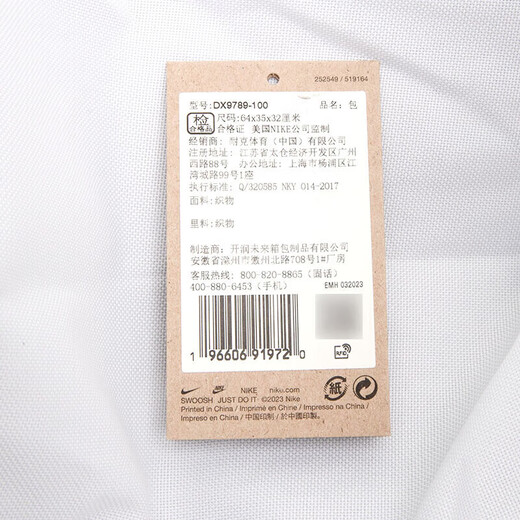 252549 / 519164
型号: DX9789-100 品名: 包
检 合格品
尺码: 64x35x32厘米
合格证 美国NIKE公司监制
经销商: 耐克体育（中国）有限公司
注册地址: 江苏省太仓经济开发区广州
西路88号 办公地址: 上海市杨浦区江
湾城路99号1座
执行标准: Q/320585 NKY 014-2017
面料: 织物
里料: 织物
制造商: 开润未来箱包制品有限公司
安徽省滁州市徽州北路708号1#厂房
客服热线: 800-820-8865（固话）
400-880-6453（手机）
EMH 032023
1 96606 91972 0
RFID
NIKE nike.com
SWOOSH JUST DO IT ©2023 Nike
Printed in China / Imprimé en Chine / Impreso en China /
Impresso na China / 中国印制 / 於中國印製。
紙